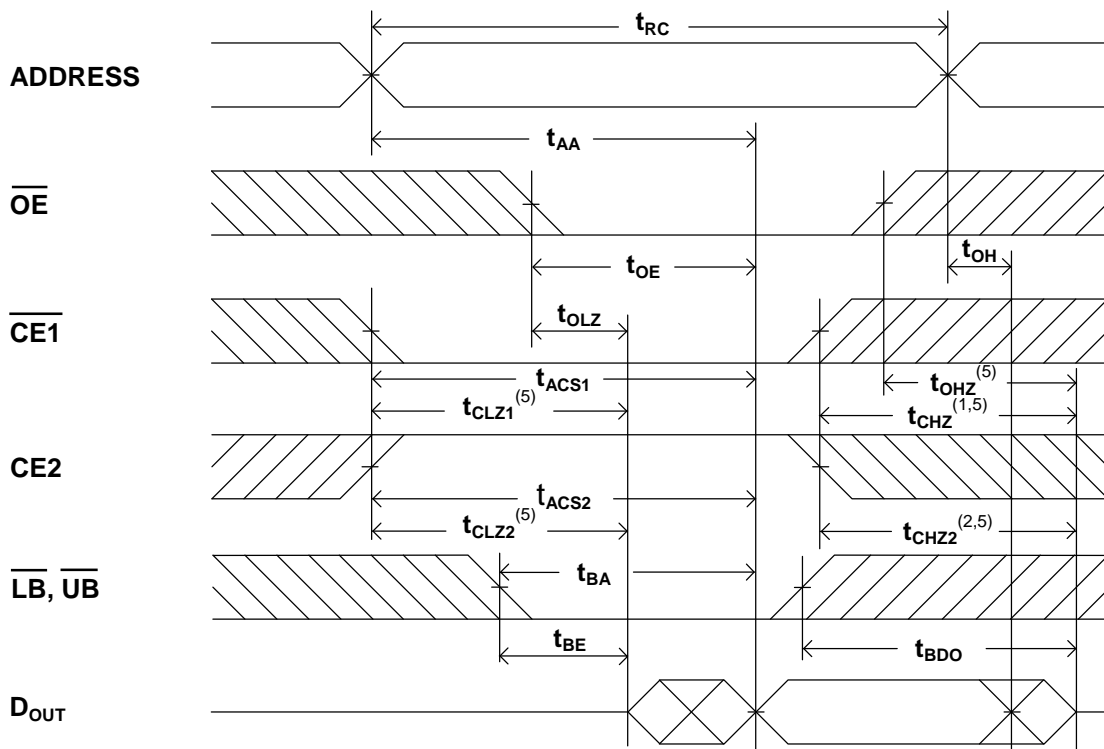 tRC
ADDRESS
tAA
OE
tOH
tOE
CE1
tOLZ
tACS1
tOHZ(5)
tCLZ1(5)
tCHZ(1,5)
CE2
tACS2
tCLZ2(5)
tCHZ2(2,5)
LB, UB
tBA
tBE
tBDO
DOUT